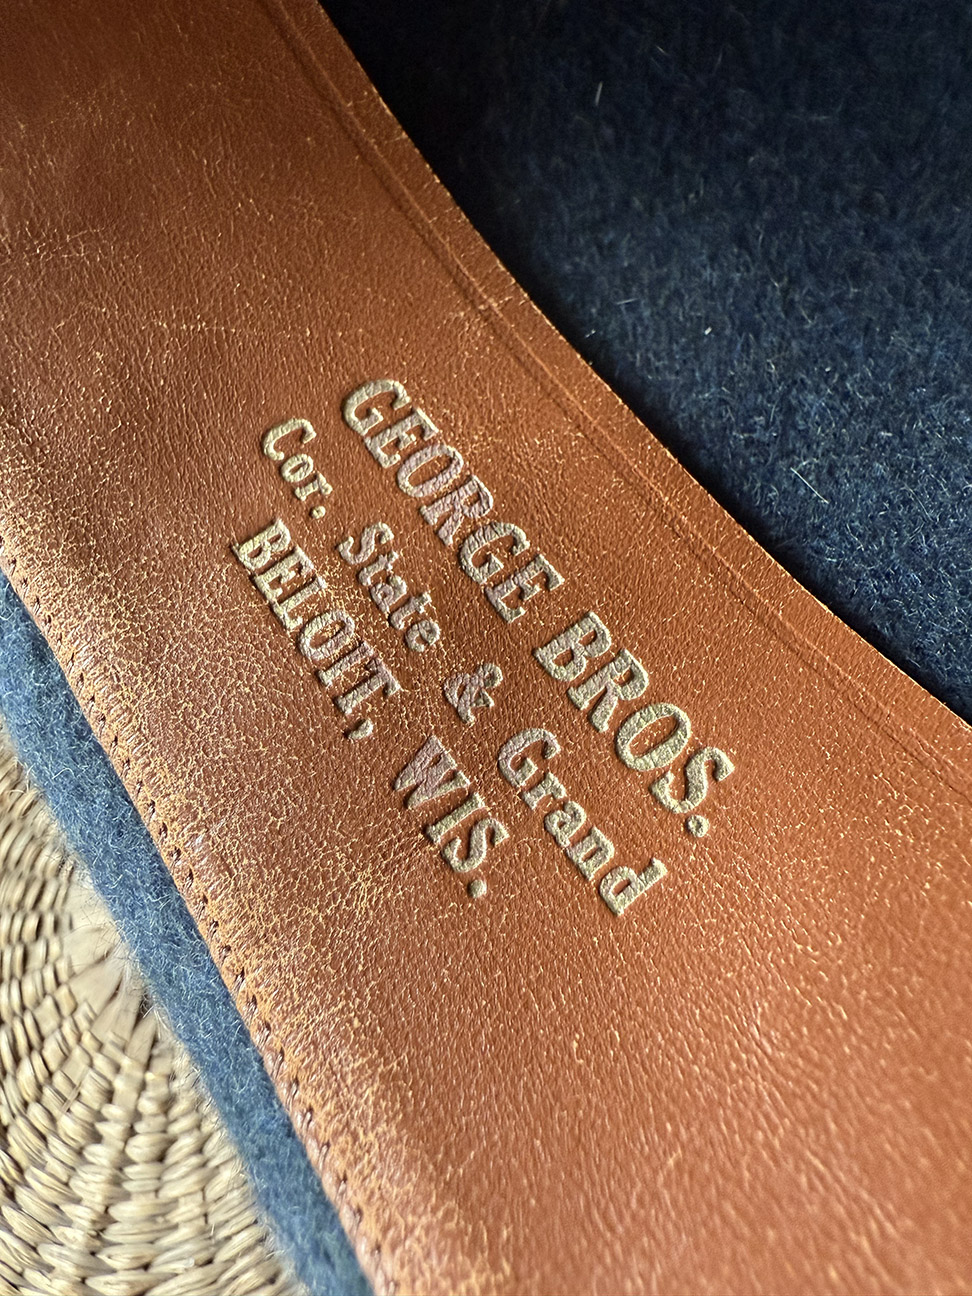 GEORGE BROS.
Cor. State & Grand
BELOIT, WIS.